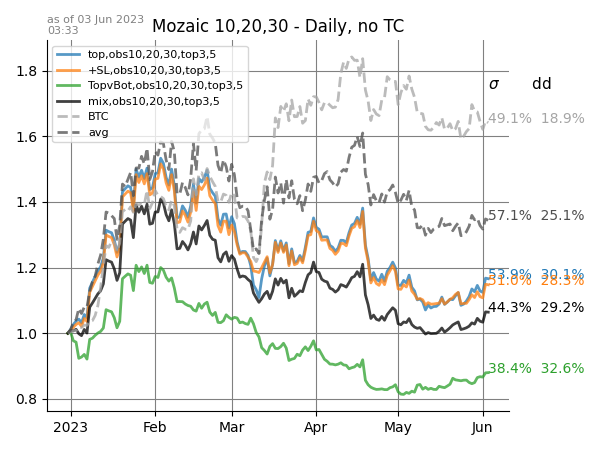 as of 03 Jun 2023
03:33
Mozaic 10,20,30 - Daily, no TC
top,obs10,20,30,top3,5
+SL,obs10,20,30,top3,5
TopvBot,obs10,20,30,top3,5
mix,obs10,20,30,top3,5
BTC
avg
σ dd
49.1% 18.9%
57.1% 25.1%
53.9% 30.1%
51.0% 28.3%
44.3% 29.2%
38.4% 32.6%
1.8
1.6
1.4
1.2
1.0
0.8
2023 Feb Mar Apr May Jun